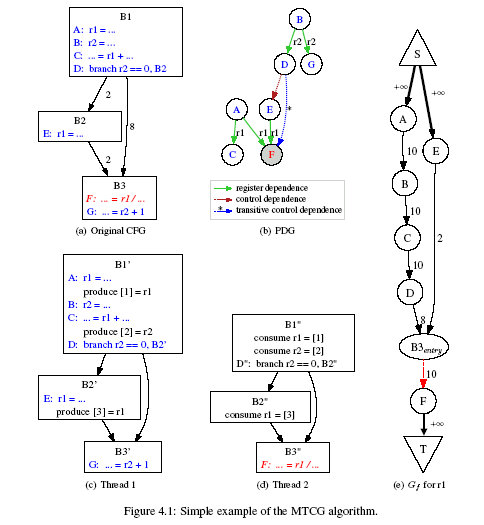 B1
A: r1 = ...
B: r2 = ...
C: ... = r1 + ...
D: branch r2 == 0, B2
2
8
B2
E: r1 = ...
2
B3
F: ... = r1 / ...
G: ... = r2 + 1
(a) Original CFG
B
r2 r2
D G
*
A E
r1 r1 r1
C F
register dependence
control dependence
* transitive control dependence
(b) PDG
B1'
A: r1 = ...
produce [1] = r1
B: r2 = ...
C: ... = r1 + ...
produce [2] = r2
D: branch r2 == 0, B2'
B2'
E: r1 = ...
produce [3] = r1
B3'
G: ... = r2 + 1
(c) Thread 1
B1"
consume r1 = [1]
consume r2 = [2]
D": branch r2 == 0, B2"
B2"
consume r1 = [3]
B3"
F: ... = r1 / ...
(d) Thread 2
S
+∞ +∞
A
E
10
B
10
C
2
10
D
8
B3entry
10
F
+∞
T
(e) Gf for r1
Figure 4.1: Simple example of the MTCG algorithm.